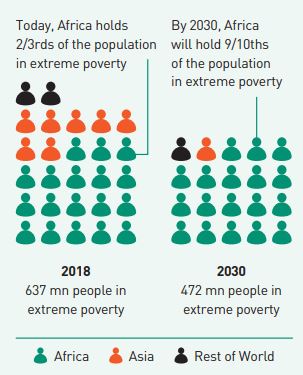 Today, Africa holds
2/3rds of the population
in extreme poverty
By 2030, Africa
will hold 9/10ths
of the population
in extreme poverty
2018
637 mn people in
extreme poverty
2030
472 mn people in
extreme poverty
Africa
Asia
Rest of World